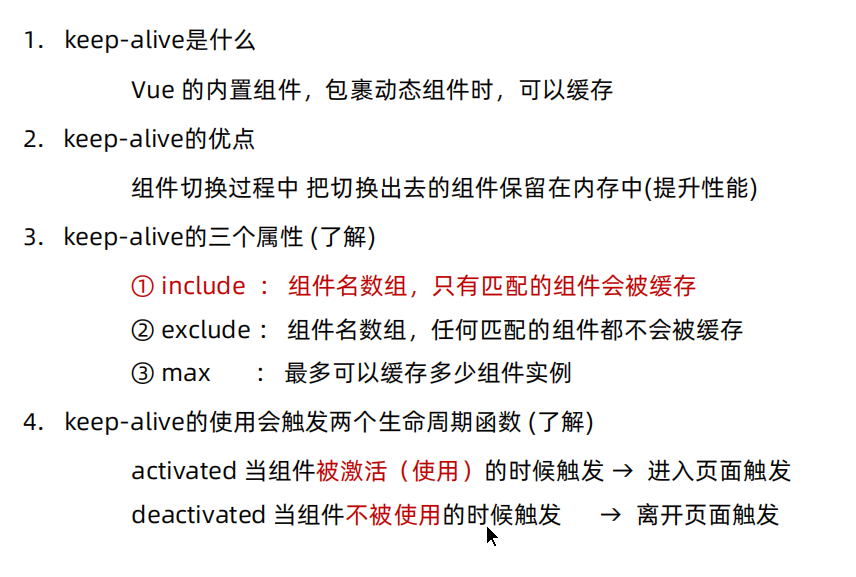 1. keep-alive是什么
Vue 的内置组件，包裹动态组件时，可以缓存
2. keep-alive的优点
组件切换过程中 把切换出去的组件保留在内存中(提升性能)
3. keep-alive的三个属性 (了解)
① include ： 组件名数组，只有匹配的组件会被缓存
② exclude ： 组件名数组，任何匹配的组件都不会被缓存
③ max ： 最多可以缓存多少组件实例
4. keep-alive的使用会触发两个生命周期函数 (了解)
activated 当组件被激活（使用）的时候触发 → 进入页面触发
deactivated 当组件不被使用的时候触发 → 离开页面触发